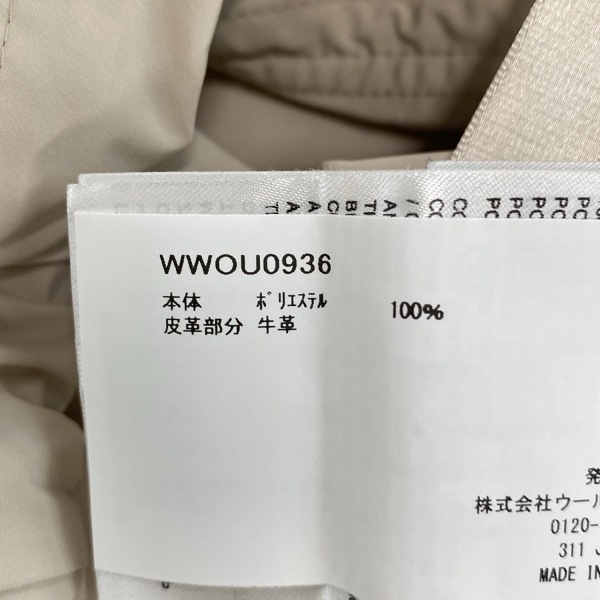 WWOU0936
本体 ポリエステル 100%
皮革部分 牛革
発
株式会社ウール
0120-
311 J
MADE IN